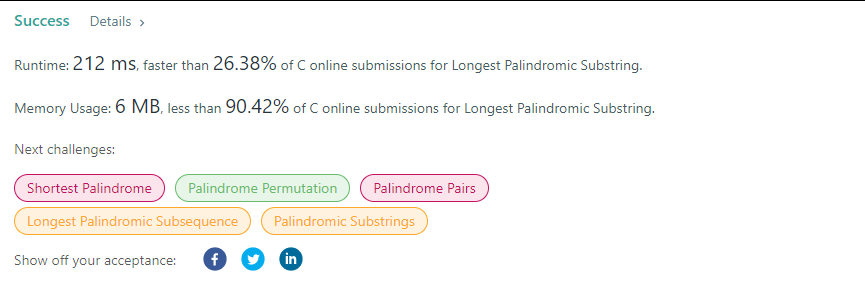 Success Details ›
Runtime: 212 ms, faster than 26.38% of C online submissions for Longest Palindromic Substring.
Memory Usage: 6 MB, less than 90.42% of C online submissions for Longest Palindromic Substring.
Next challenges:
Shortest Palindrome Palindrome Permutation Palindrome Pairs
Longest Palindromic Subsequence Palindromic Substrings
Show off your acceptance: f in